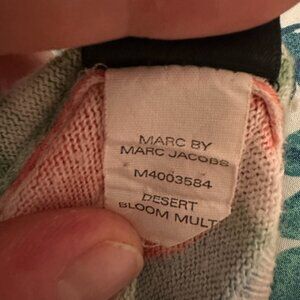 MARC BY
MARC JACOBS
M4003584
DESERT
BLOOM MULT